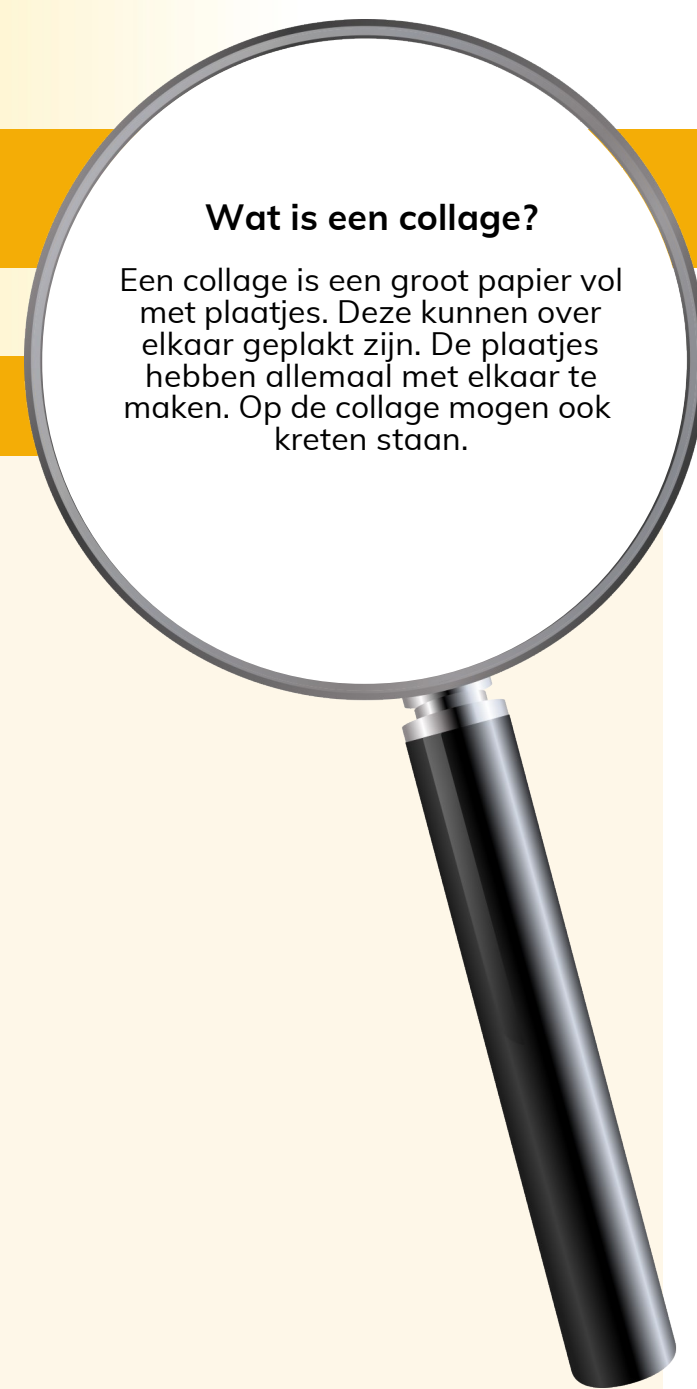 Wat is een collage?
Een collage is een groot papier vol
met plaatjes. Deze kunnen over
elkaar geplakt zijn. De plaatjes
hebben allemaal met elkaar te
maken. Op de collage mogen ook
kreten staan.